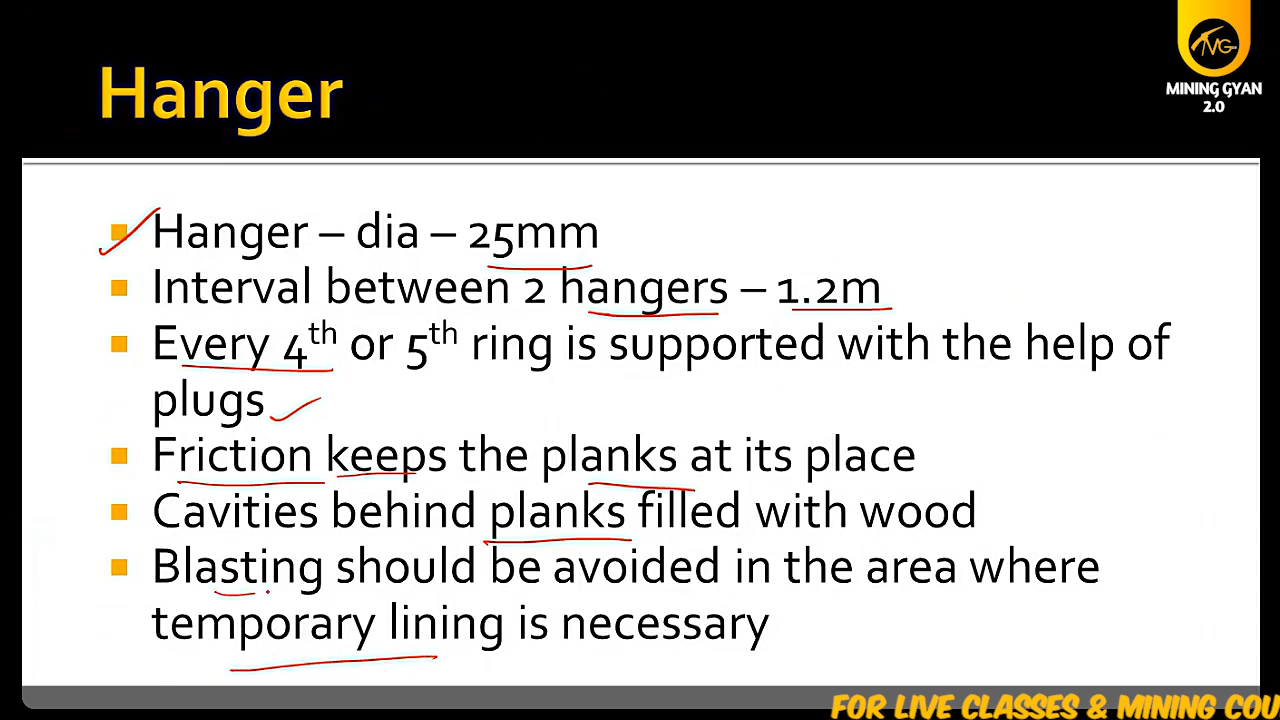 MG
MINING GYAN
2.0
Hanger
Hanger – dia – 25mm
Interval between 2 hangers – 1.2m
Every 4th or 5th ring is supported with the help of
plugs
Friction keeps the planks at its place
Cavities behind planks filled with wood
Blasting should be avoided in the area where
temporary lining is necessary
FOR LIVE CLASSES & MINING COU